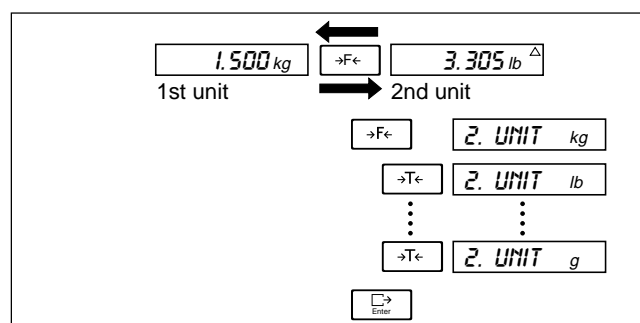 1.500 kg →F← 3.305 lb
1st unit 2nd unit
→F← 2. UNIT kg
→T← 2. UNIT lb
→T← 2. UNIT g
Enter